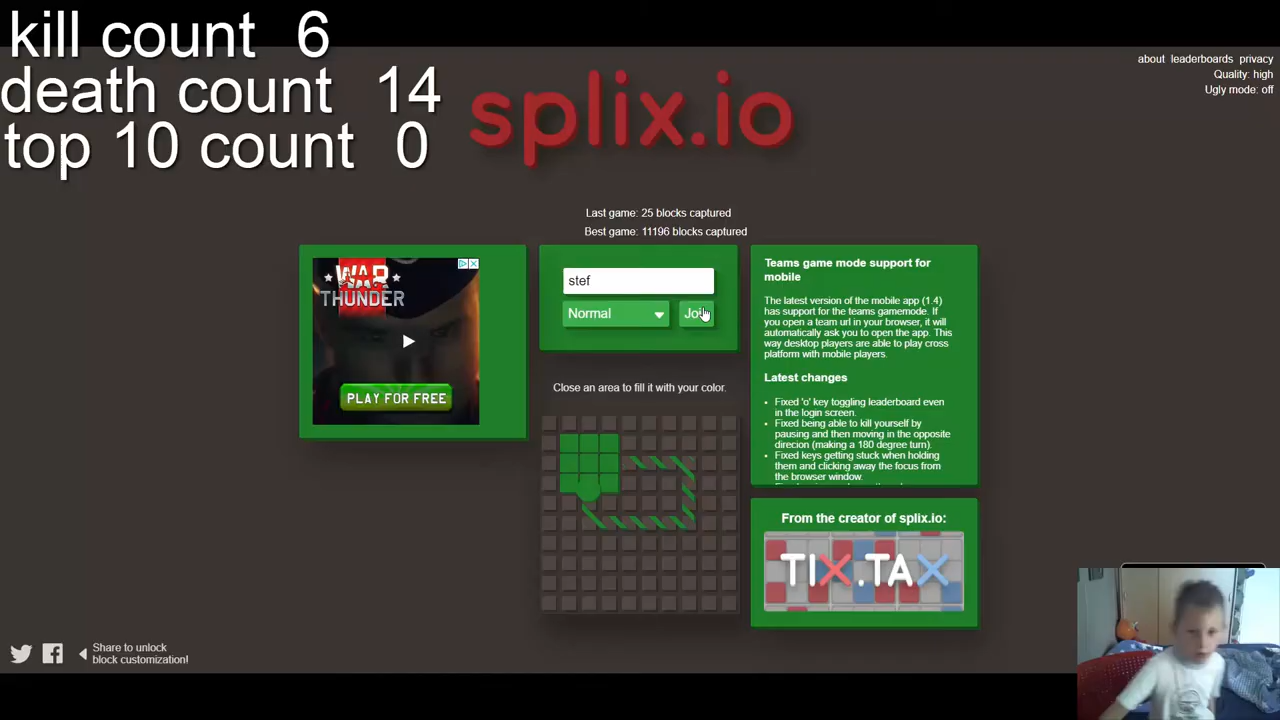 kill count 6
death count 14
top 10 count 0
splix.io
about leaderboards privacy
Quality: high
Ugly mode: off
Last game: 25 blocks captured
Best game: 11196 blocks captured
WAR
THUNDER
PLAY FOR FREE
stef
Normal
Close an area to fill it with your color.
Teams game mode support for
mobile
The latest version of the mobile app (1.4)
has support for the teams gamemode. If
you open a team url in your browser, it will
automatically ask you to open the app. This
way desktop players are able to play cross
platform with mobile players.
Latest changes
Fixed 'o' key toggling leaderboard even
in the login screen.
Fixed being able to kill yourself by
pausing and then moving in the opposite
direcion (making a 180 degree turn).
Fixed keys getting stuck when holding
them and clicking away the focus from
the browser window.
From the creator of splix.io:
TIX.TAX
Share to unlock
block customization!